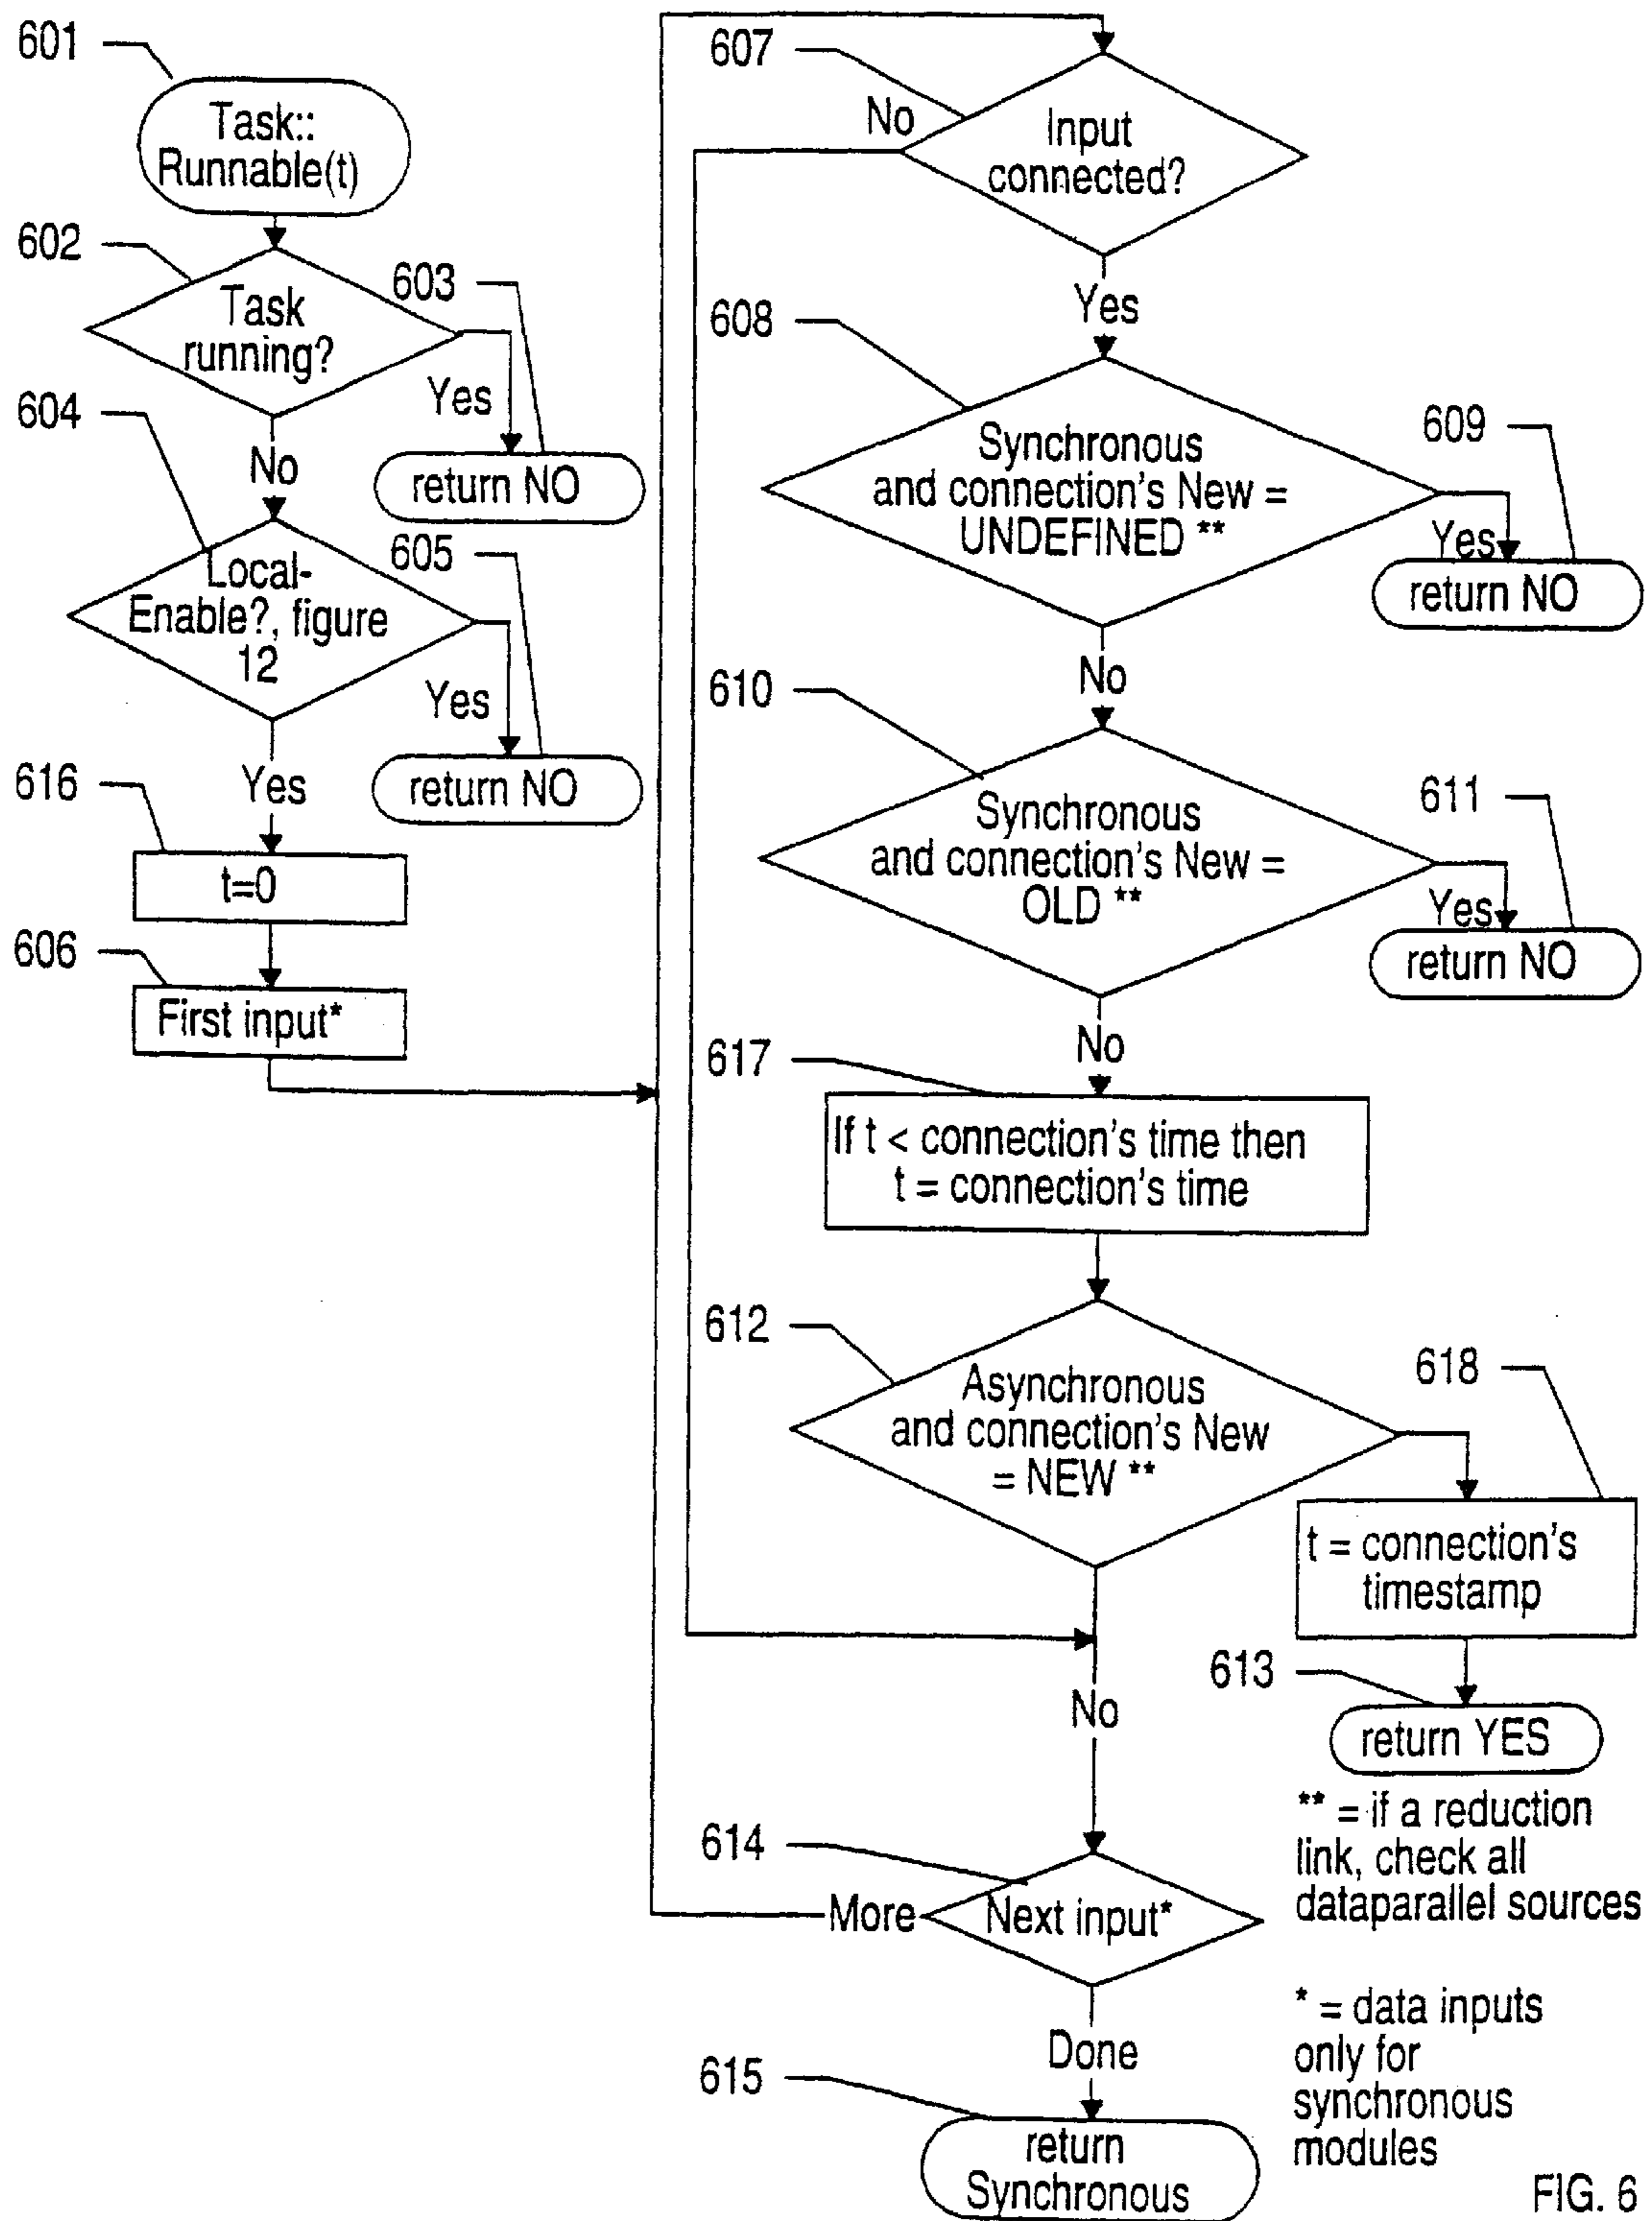 601
Task::
Runnable(t)
602
Task
running?
603
Yes
return NO
No
604
Local-
Enable?, figure
12
605
Yes
return NO
Yes
616
t=0
606
First input*
607
No
Input
connected?
Yes
608
Synchronous
and connection's New =
UNDEFINED **
609
Yes
return NO
No
610
Synchronous
and connection's New =
OLD **
611
Yes
return NO
No
617
If t < connection's time then
t = connection's time
612
Asynchronous
and connection's New
= NEW **
618
t = connection's
timestamp
613
return YES
No
614
More
Next input*
Done
615
return
Synchronous
** = if a reduction
link, check all
dataparallel sources
* = data inputs
only for
synchronous
modules
FIG. 6